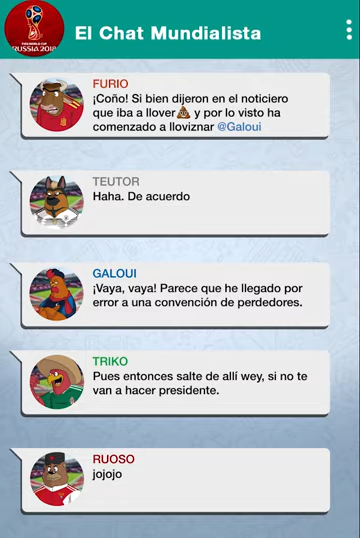 El Chat Mundialista
RUSSIA 2018
FURIO
¡Coño! Si bien dijeron en el noticiero
que iba a llover💩 y por lo visto ha
comenzado a lloviznar @Galoui
TEUTOR
Haha. De acuerdo
GALOUI
¡Vaya, vaya! Parece que he llegado por
error a una convención de perdedores.
TRIKO
Pues entonces salte de allí wey, si no te
van a hacer presidente.
RUOSO
jojojo